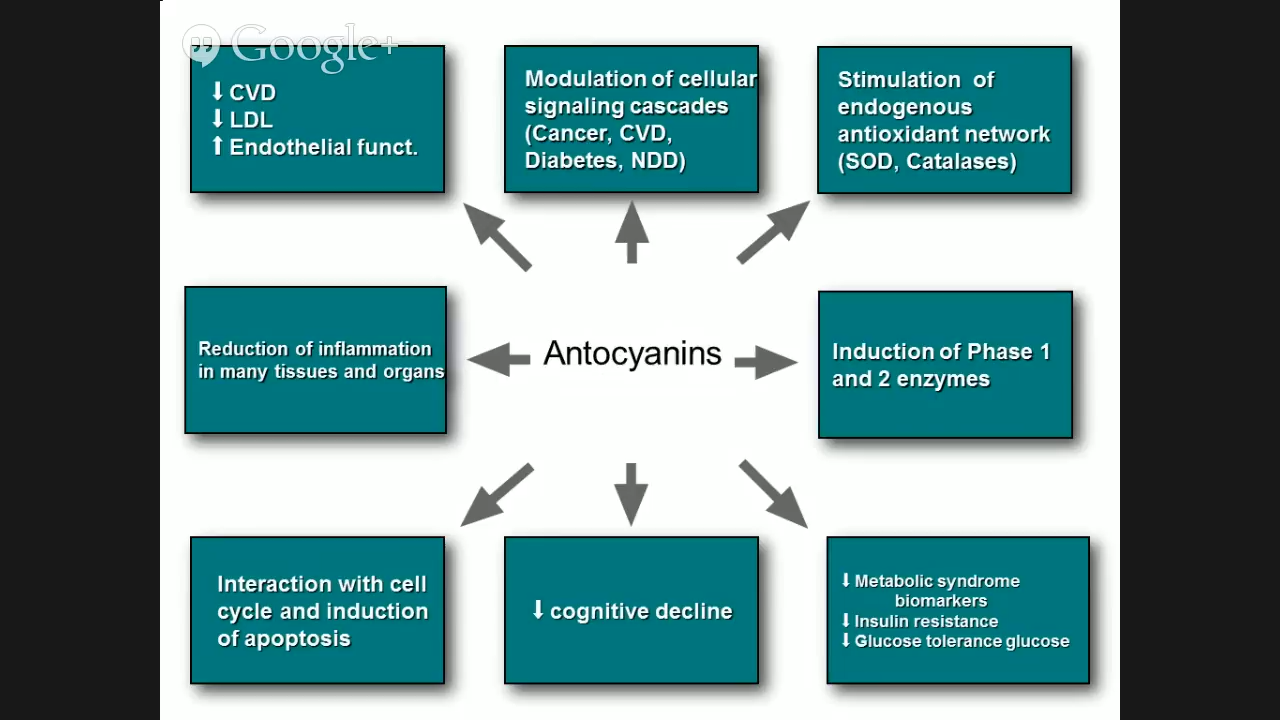 Google+
⬇ CVD
⬇ LDL
⬆ Endothelial funct.
Modulation of cellular
signaling cascades
(Cancer, CVD,
Diabetes, NDD)
Stimulation of
endogenous
antioxidant network
(SOD, Catalases)
Reduction of inflammation
in many tissues and organs
Antocyanins
Induction of Phase 1
and 2 enzymes
Interaction with cell
cycle and induction
of apoptosis
⬇ cognitive decline
⬇ Metabolic syndrome
biomarkers
⬇ Insulin resistance
⬇ Glucose tolerance glucose